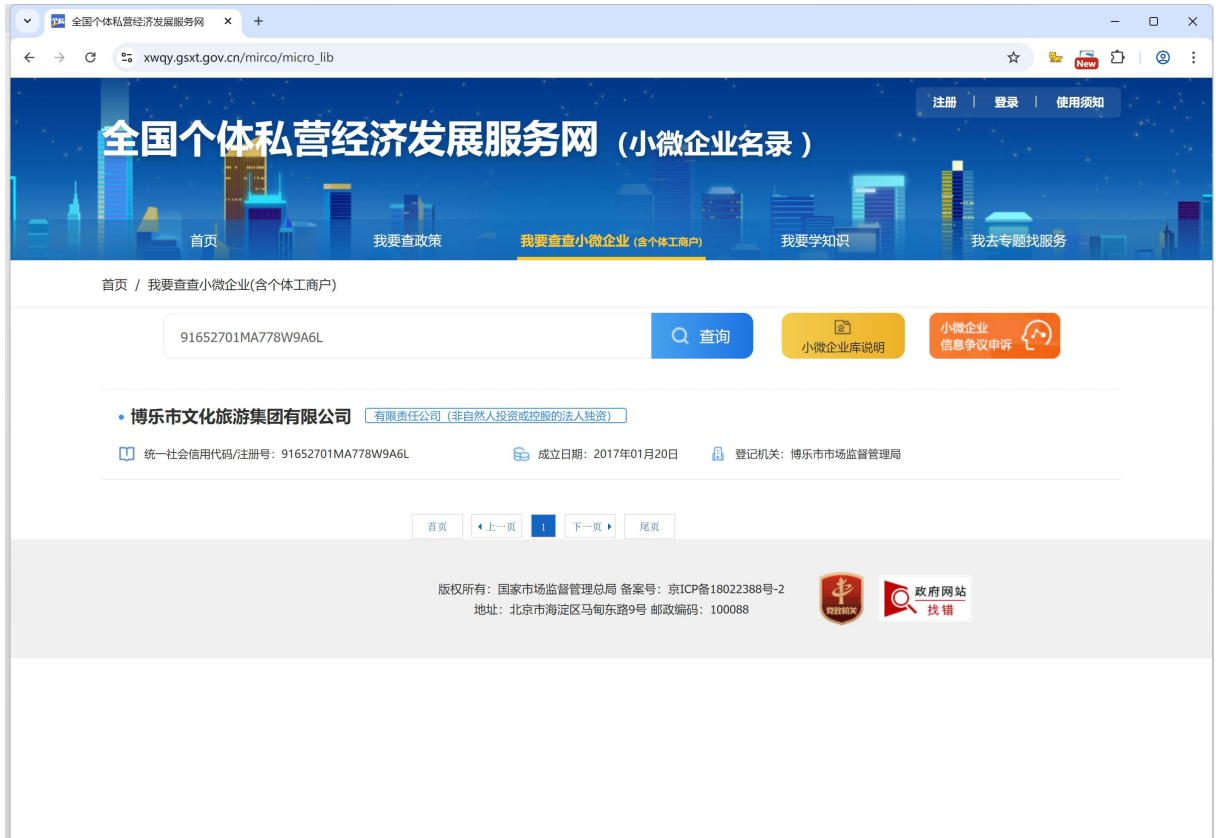 全国个体私营经济发展服务网
xwqy.gsxt.gov.cn/mirco/micro_lib
New
注册 | 登录 | 使用须知
全国个体私营经济发展服务网（小微企业名录）
首页 我要查政策 我要查查小微企业 (含个体工商户) 我要学知识 我去专题找服务
首页 / 我要查查小微企业(含个体工商户)
91652701MA778W9A6L 查询
小微企业库说明
小微企业
信息争议申诉
博乐市文化旅游集团有限公司 有限责任公司（非自然人投资或控股的法人独资）
统一社会信用代码/注册号：91652701MA778W9A6L 成立日期：2017年01月20日 登记机关：博乐市市场监督管理局
首页 上一页 1 下一页 尾页
版权所有：国家市场监督管理总局 备案号：京ICP备18022388号-2
地址：北京市海淀区马甸东路9号 邮政编码：100088
党政机关
政府网站
找错